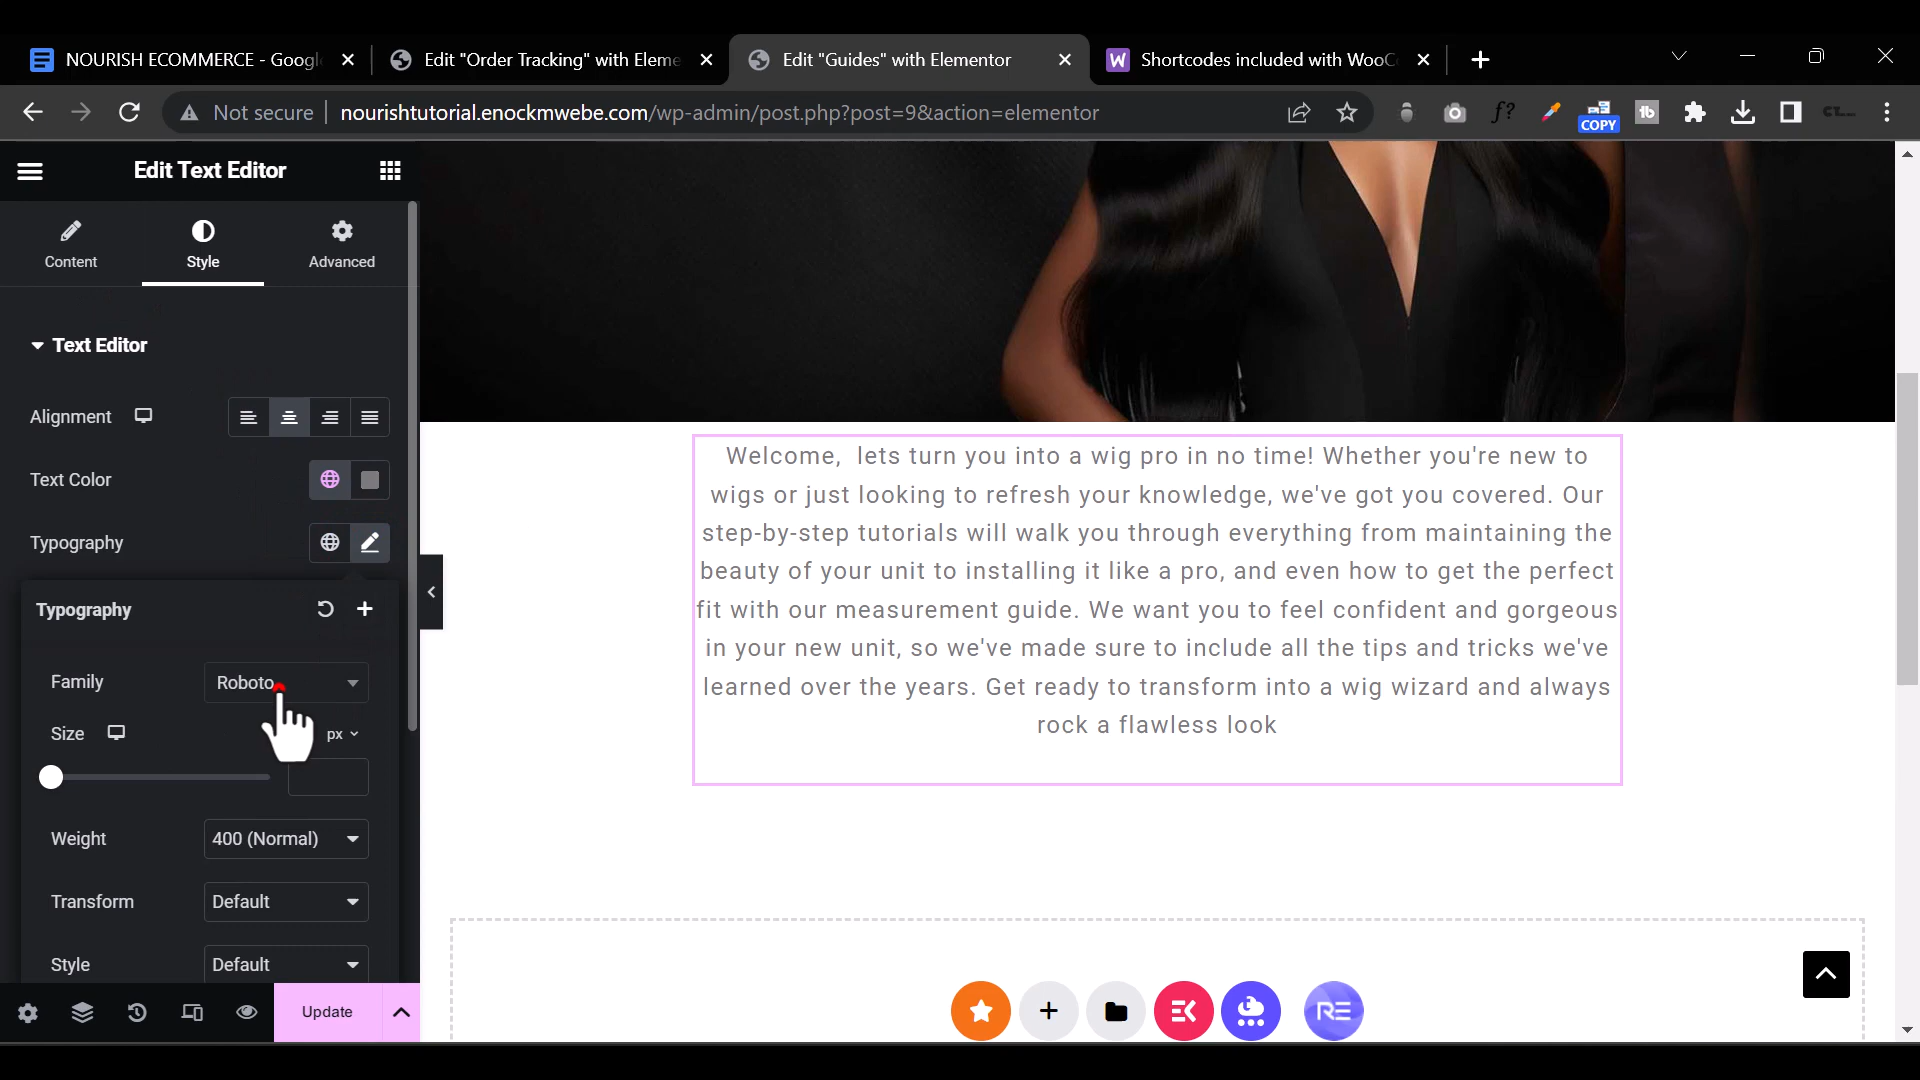 NOURISH ECOMMERCE - Googl
Edit "Order Tracking" with Eleme
Edit "Guides" with Elementor
Shortcodes included with WooC
Not secure
nourishtutorial.enockmwebe.com/wp-admin/post.php?post=9&action=elementor
f?
COPY
tb
Edit Text Editor
Content
Style
Advanced
Text Editor
Alignment
Text Color
Typography
Typography
Family
Roboto
Size
px
Weight
400 (Normal)
Transform
Default
Style
Default
Update
Welcome,  lets turn you into a wig pro in no time! Whether you're new to
wigs or just looking to refresh your knowledge, we've got you covered. Our
step-by-step tutorials will walk you through everything from maintaining the
beauty of your unit to installing it like a pro, and even how to get the perfect
fit with our measurement guide. We want you to feel confident and gorgeous
in your new unit, so we've made sure to include all the tips and tricks we've
learned over the years. Get ready to transform into a wig wizard and always
rock a flawless look
RE